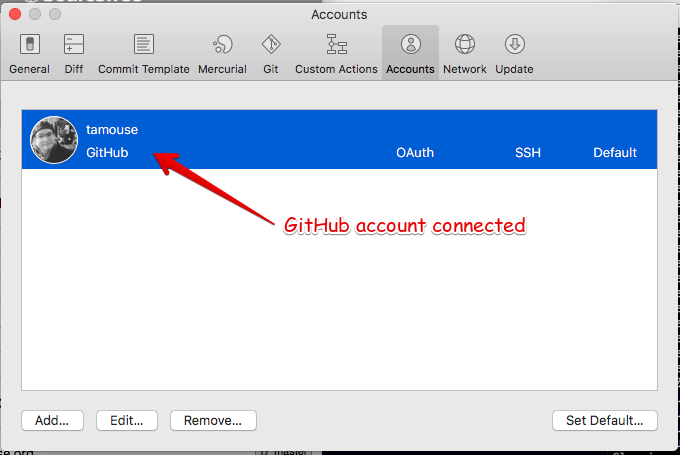 Accounts
General Diff Commit Template Mercurial Git Custom Actions Accounts Network Update
tamouse
GitHub OAuth SSH Default
GitHub account connected
Add... Edit... Remove... Set Default...